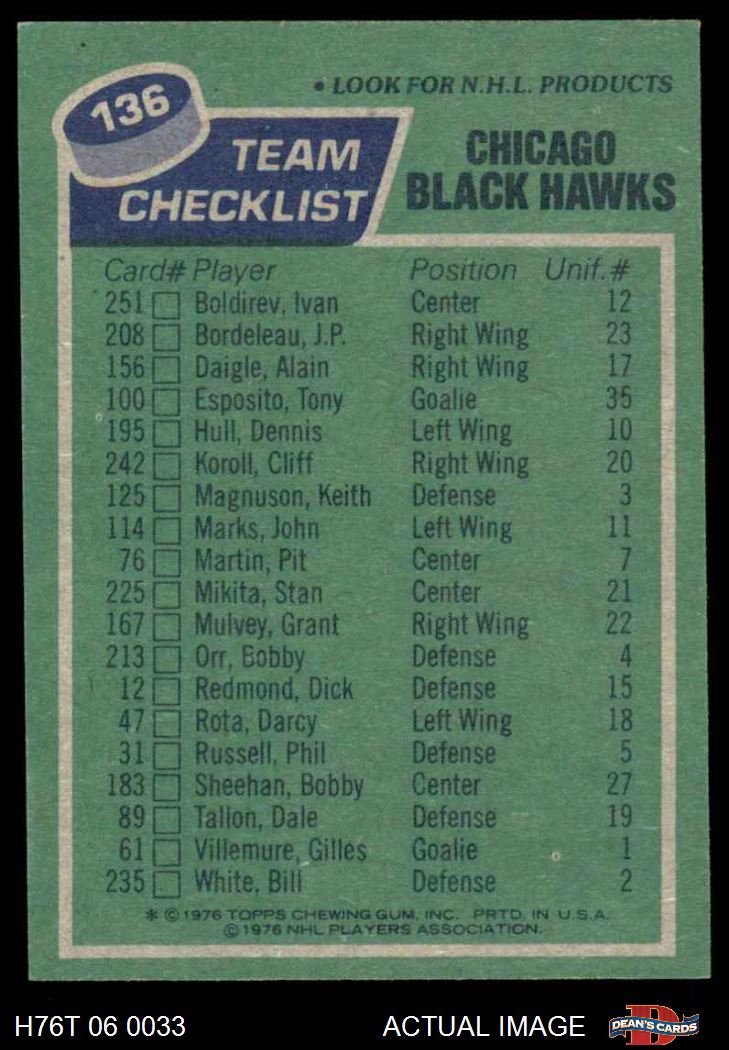 136
• LOOK FOR N.H.L. PRODUCTS
TEAM CHECKLIST
CHICAGO BLACK HAWKS
Card# Player Position Unif.#
251 Boldirev, Ivan Center 12
208 Bordeleau, J.P. Right Wing 23
156 Daigle, Alain Right Wing 17
100 Esposito, Tony Goalie 35
195 Hull, Dennis Left Wing 10
242 Koroll, Cliff Right Wing 20
125 Magnuson, Keith Defense 3
114 Marks, John Left Wing 11
76 Martin, Pit Center 7
225 Mikita, Stan Center 21
167 Mulvey, Grant Right Wing 22
213 Orr, Bobby Defense 4
12 Redmond, Dick Defense 15
47 Rota, Darcy Left Wing 18
31 Russell, Phil Defense 5
183 Sheehan, Bobby Center 27
89 Tallon, Dale Defense 19
61 Villemure, Gilles Goalie 1
235 White, Bill Defense 2
* © 1976 TOPPS CHEWING GUM, INC. PRTD. IN U.S.A.
© 1976 NHL PLAYERS ASSOCIATION.
H76T 06 0033 ACTUAL IMAGE
D
DEAN'S CARDS